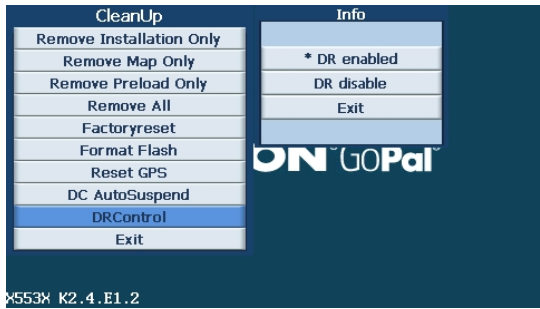 CleanUp
Remove Installation Only
Remove Map Only
Remove Preload Only
Remove All
Factoryreset
Format Flash
Reset GPS
DC AutoSuspend
DRControl
Exit
Info
* DR enabled
DR disable
Exit
ON GOPal
X553X K2.4.E1.2